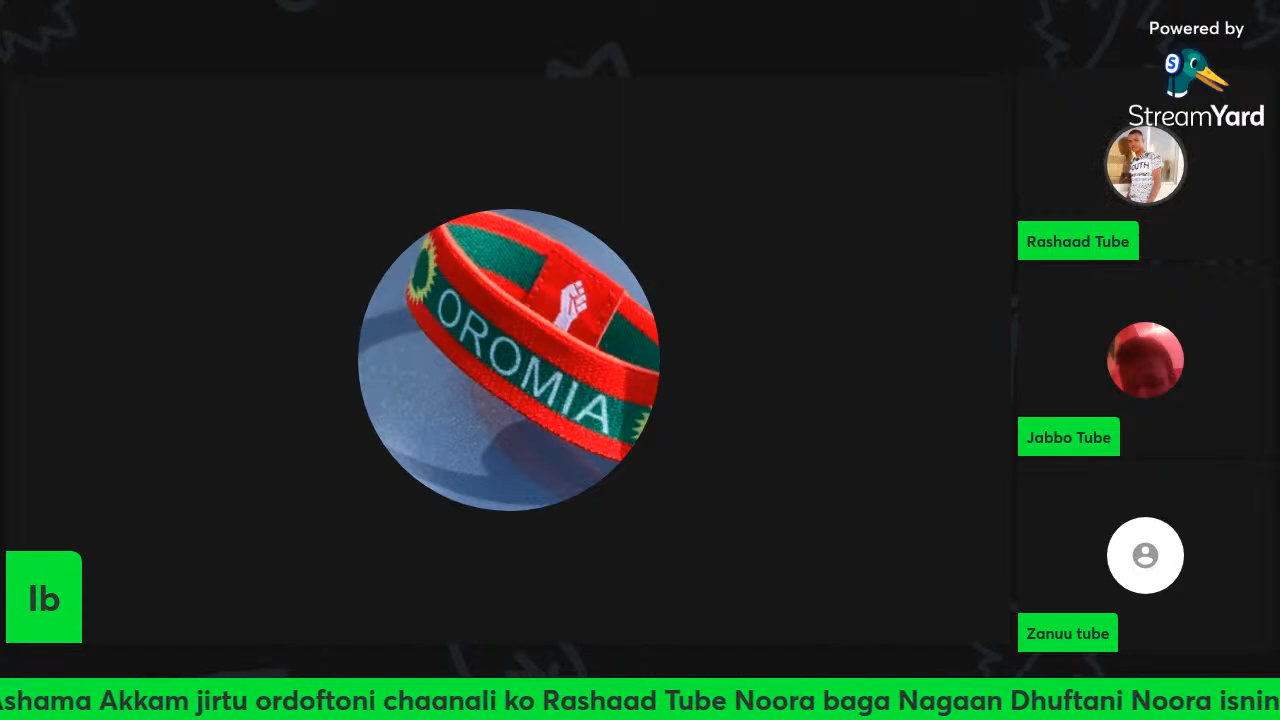 Powered by
StreamYard
OROMIA
Rashaad Tube
Jabbo Tube
Zanuu tube
Ib
Ashama Akkam jirtu ordoftoni chaanali ko Rashaad Tube Noora baga Nagaan Dhuftani Noora isnin